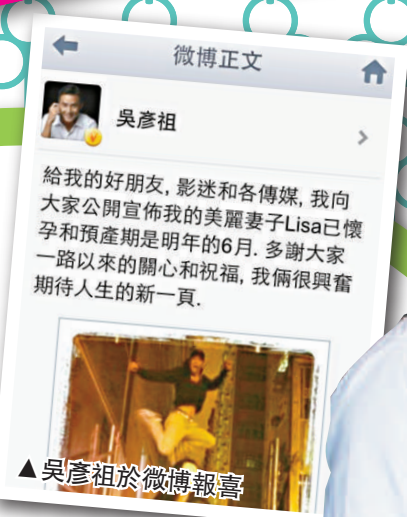 微博正文
吳彥祖
給我的好朋友, 影迷和各傳媒, 我向
大家公開宣佈我的美麗妻子Lisa已懷
孕和預產期是明年的6月. 多謝大家
一路以來的關心和祝福, 我倆很興奮
期待人生的新一頁.
▲吳彥祖於微博報喜